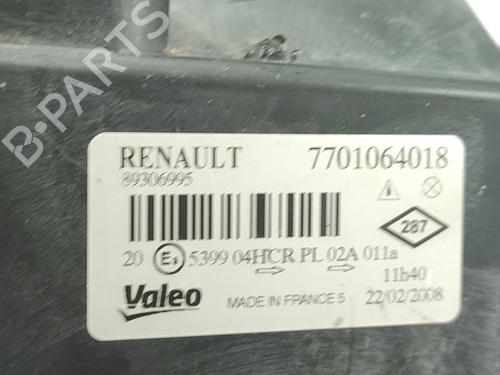 B-PARTS
RENAULT 7701064018
89306995
287
20 E1 5399 04HCR PL 02A 011a
11h40
Valeo MADE IN FRANCE 5 22/02/2008